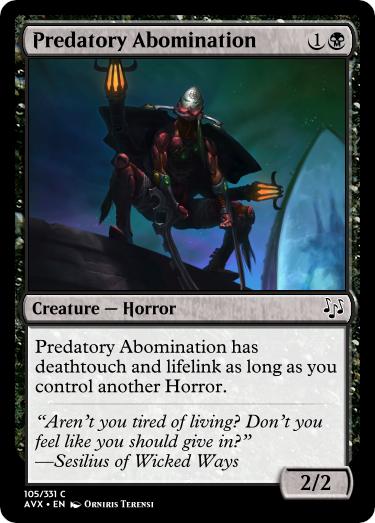 Predatory Abomination 1
Creature — Horror
Predatory Abomination has
deathtouch and lifelink as long as you
control another Horror.
“Aren’t you tired of living? Don’t you
feel like you should give in?”
—Sesilius of Wicked Ways
2/2
105/331 C
AVX • EN Orniris Terensi